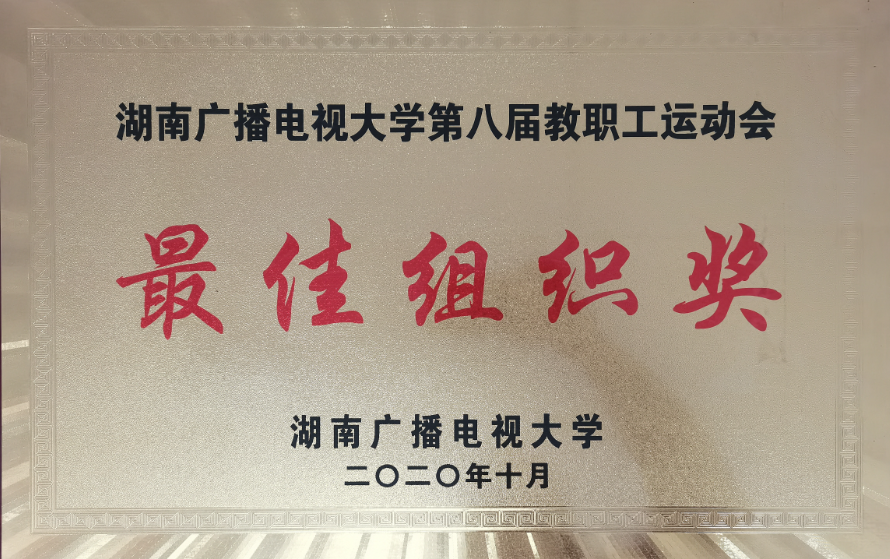 湖南广播电视大学第八届教职工运动会
最佳组织奖
湖南广播电视大学
二〇二〇年十月